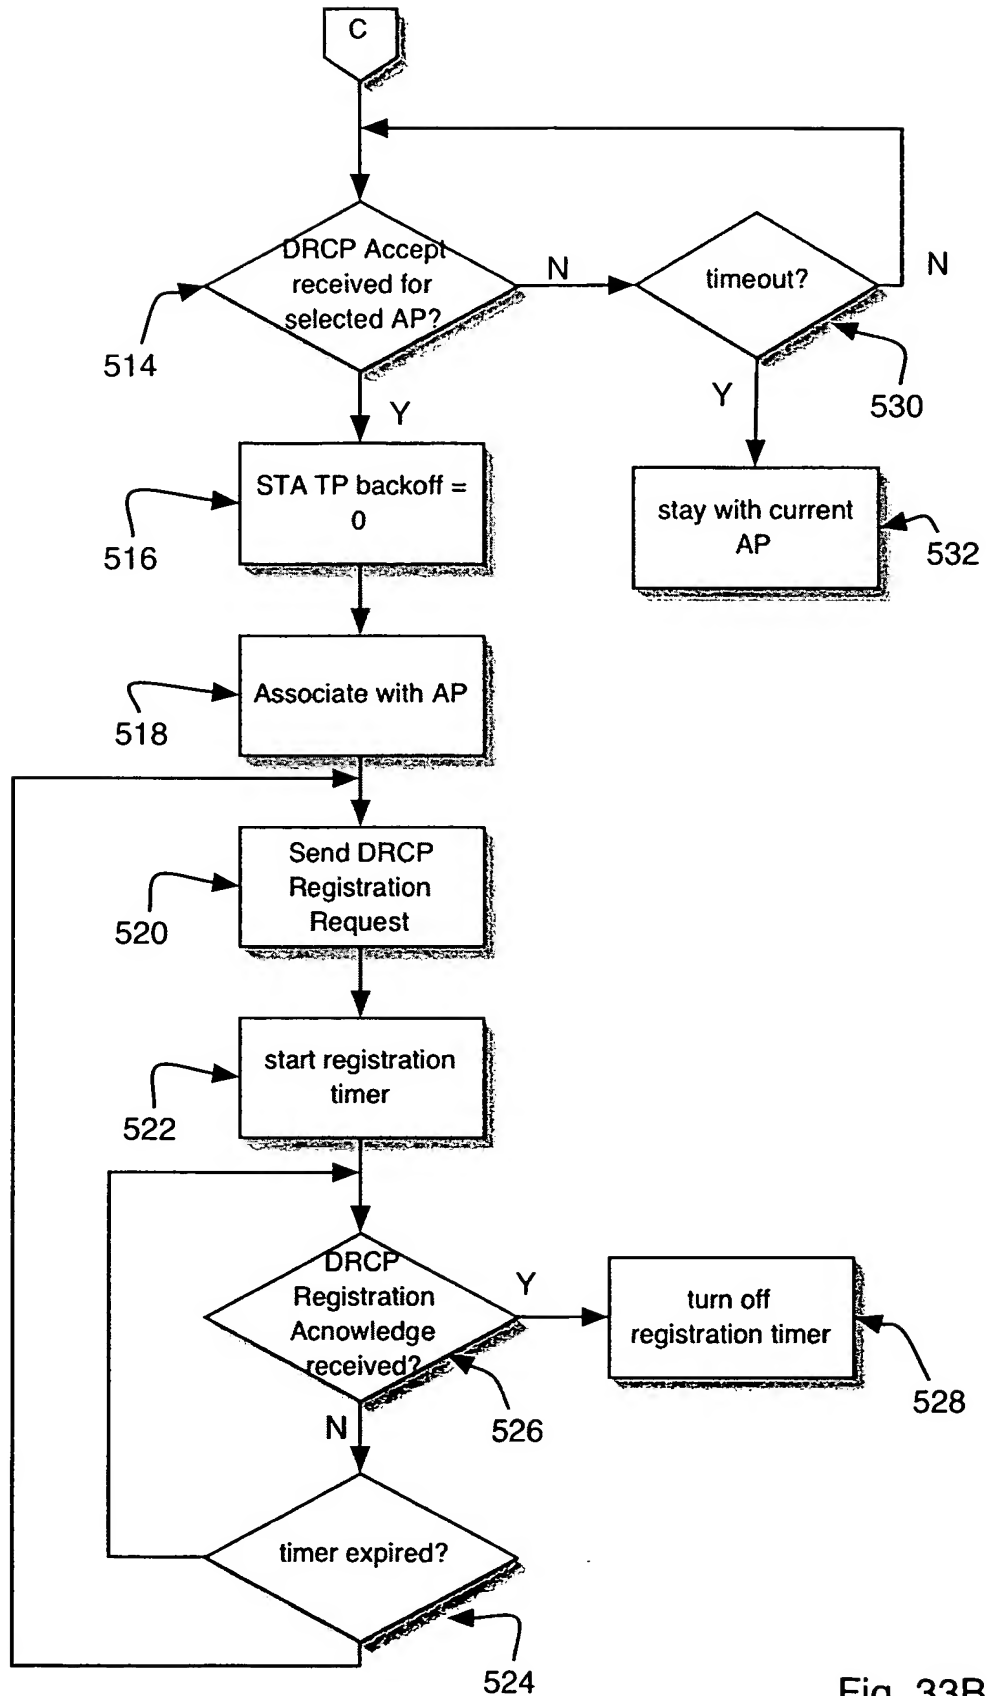 C
DRCP Accept
received for
selected AP?
N
timeout?
N
514
530
Y
Y
STA TP backoff =
0
stay with current
AP
516
532
Associate with AP
518
Send DRCP
Registration
Request
520
start registration
timer
522
DRCP
Registration
Acnowledge
received?
Y
turn off
registration timer
528
526
N
timer expired?
524
Fig. 33B